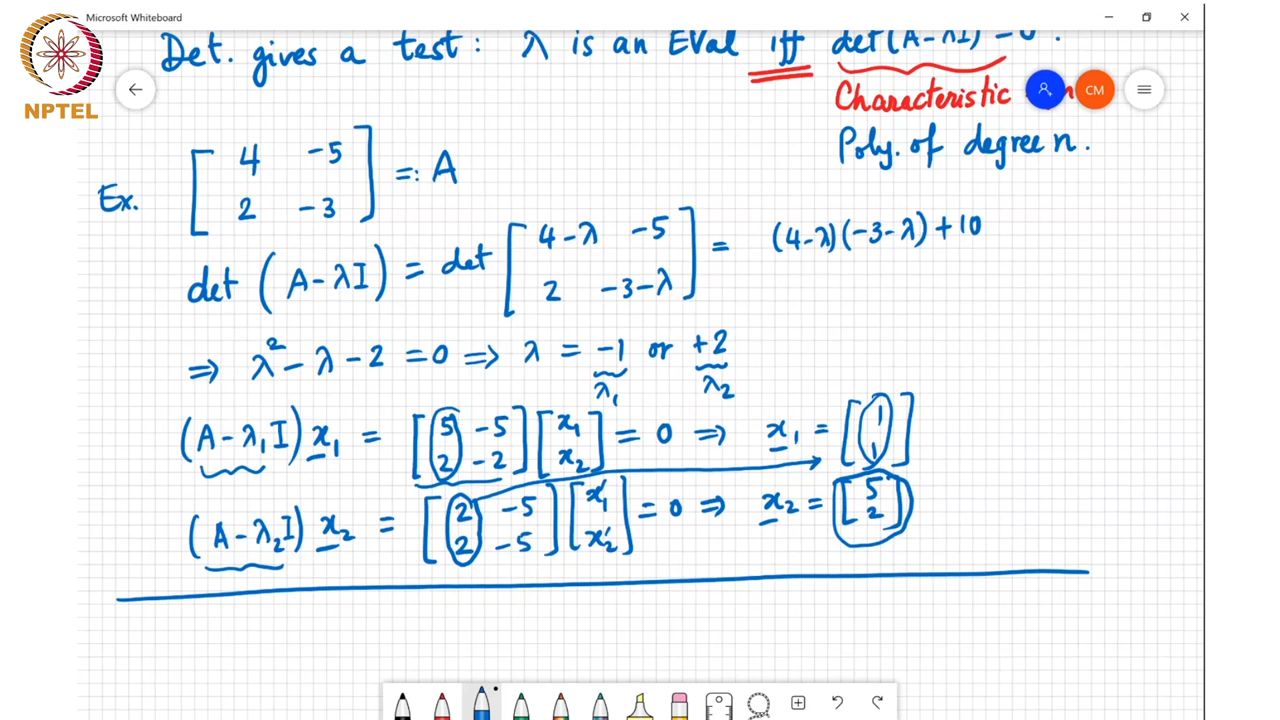 Microsoft Whiteboard
Det. gives a test: λ is an EVal iff det(A-λI) = 0.
NPTEL
Characteristic
CM
Poly. of degree n.
Ex. [4 -5; 2 -3] =: A
det (A-λI) = det [4-λ -5; 2 -3-λ] = (4-λ)(-3-λ)+10
⇒ λ² - λ - 2 = 0 ⇒ λ = -1 or +2
λ₁ λ₂
(A-λ₁I) x₁ = [5 -5; 2 -2] [x₁; x₂] = 0 ⇒ x₁ = [1; 1]
(A-λ₂I) x₂ = [2 -5; 2 -5] [x₁′; x₂′] = 0 ⇒ x₂ = [5; 2]